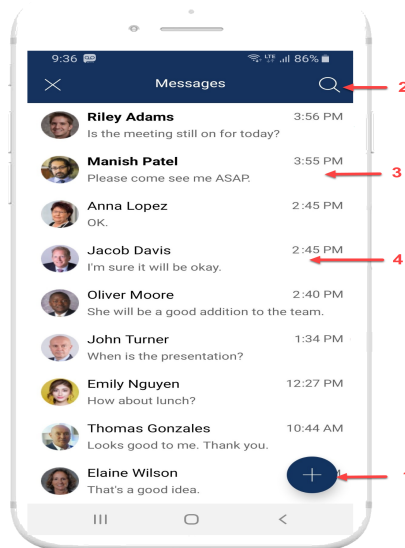 9:36 LTE 86%
Messages
2
Riley Adams 3:56 PM
Is the meeting still on for today?
Manish Patel 3:55 PM
Please come see me ASAP.
3
Anna Lopez 2:45 PM
OK.
Jacob Davis 2:45 PM
I'm sure it will be okay.
4
Oliver Moore 2:40 PM
She will be a good addition to the team.
John Turner 1:34 PM
When is the presentation?
Emily Nguyen 12:27 PM
How about lunch?
Thomas Gonzales 10:44 AM
Looks good to me. Thank you.
Elaine Wilson
That's a good idea.
1